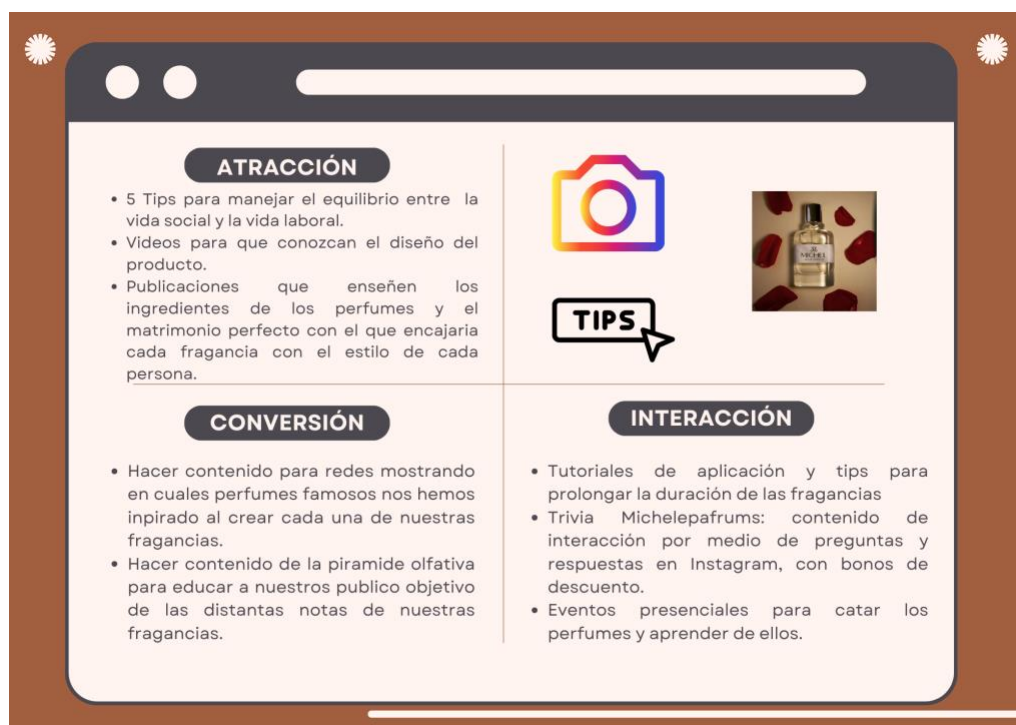 ATRACCIÓN
5 Tips para manejar el equilibrio entre la
vida social y la vida laboral.
Videos para que conozcan el diseño del
producto.
Publicaciones que enseñen los
ingredientes de los perfumes y el
matrimonio perfecto con el que encajaria
cada fragancia con el estilo de cada
persona.
TIPS
MICHEL
CONVERSIÓN
Hacer contenido para redes mostrando
en cuales perfumes famosos nos hemos
inpirado al crear cada una de nuestras
fragancias.
Hacer contenido de la piramide olfativa
para educar a nuestros publico objetivo
de las distantas notas de nuestras
fragancias.
INTERACCIÓN
Tutoriales de aplicación y tips para
prolongar la duración de las fragancias
Trivia Michelepafrums: contenido de
interacción por medio de preguntas y
respuestas en Instagram, con bonos de
descuento.
Eventos presenciales para catar los
perfumes y aprender de ellos.